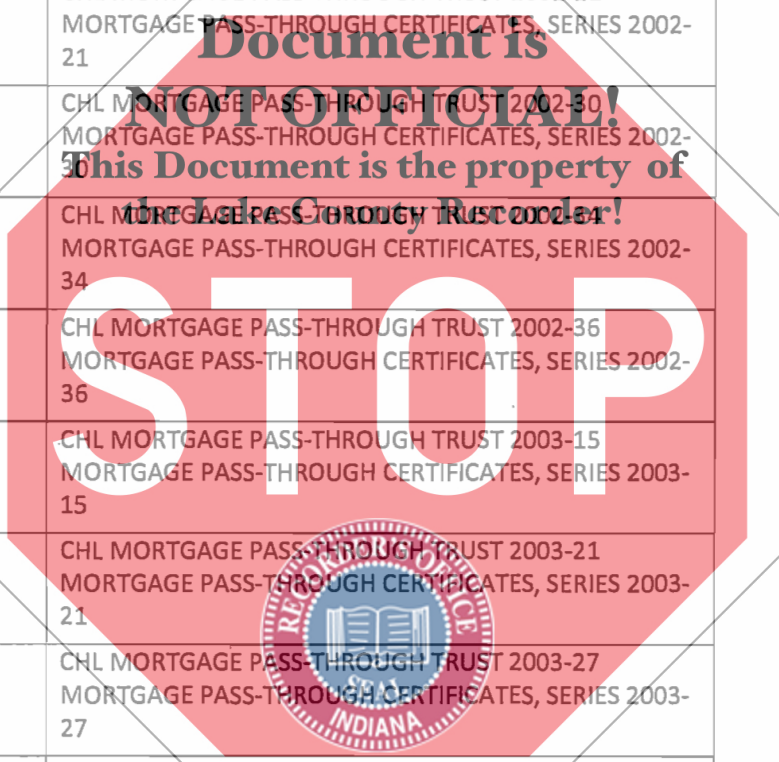 MORTGAGE PASS-THROUGH CERTIFICATES, SERIES 2002-
21
Document is
CHL MORTGAGE PASS-THROUGH TRUST 2002-30
NOT OFFICIAL!
MORTGAGE PASS-THROUGH CERTIFICATES, SERIES 2002-
30
This Document is the property of
the Lake County Recorder!
CHL MORTGAGE PASS-THROUGH TRUST 2002-34
MORTGAGE PASS-THROUGH CERTIFICATES, SERIES 2002-
34
STOP
CHL MORTGAGE PASS-THROUGH TRUST 2002-36
MORTGAGE PASS-THROUGH CERTIFICATES, SERIES 2002-
36
CHL MORTGAGE PASS-THROUGH TRUST 2003-15
MORTGAGE PASS-THROUGH CERTIFICATES, SERIES 2003-
15
CHL MORTGAGE PASS-THROUGH TRUST 2003-21
MORTGAGE PASS-THROUGH CERTIFICATES, SERIES 2003-
21
RECORDER'S OFFICE
SEAL
INDIANA
CHL MORTGAGE PASS-THROUGH TRUST 2003-27
MORTGAGE PASS-THROUGH CERTIFICATES, SERIES 2003-
27